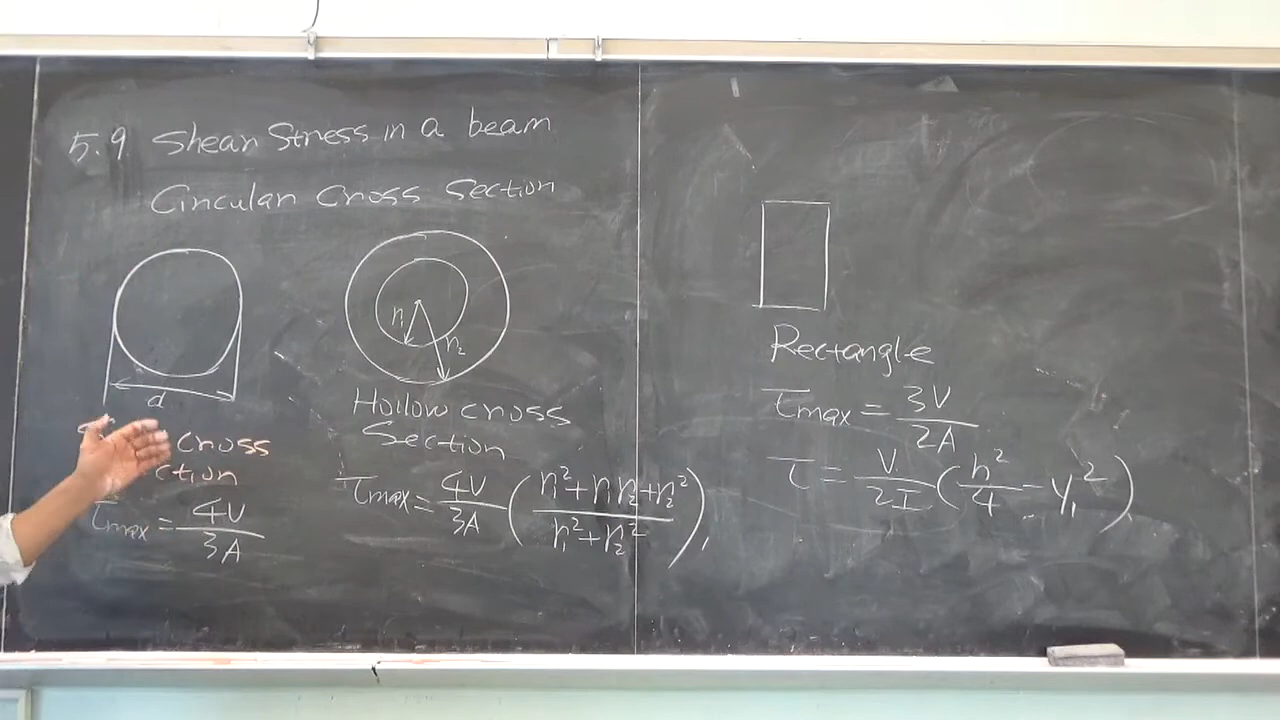 5.9 Shear Stress in a beam
Circular Cross Section
d
cross
ction
τmax = 4V/3A
r₁
r₂
Hollow cross
Section
τmax = 4V/3A ((r₁²+r₁r₂+r₂²)/(r₁²+r₂²)),
Rectangle
τmax = 3V/2A
τ = V/2I (h²/4 - y₁²)